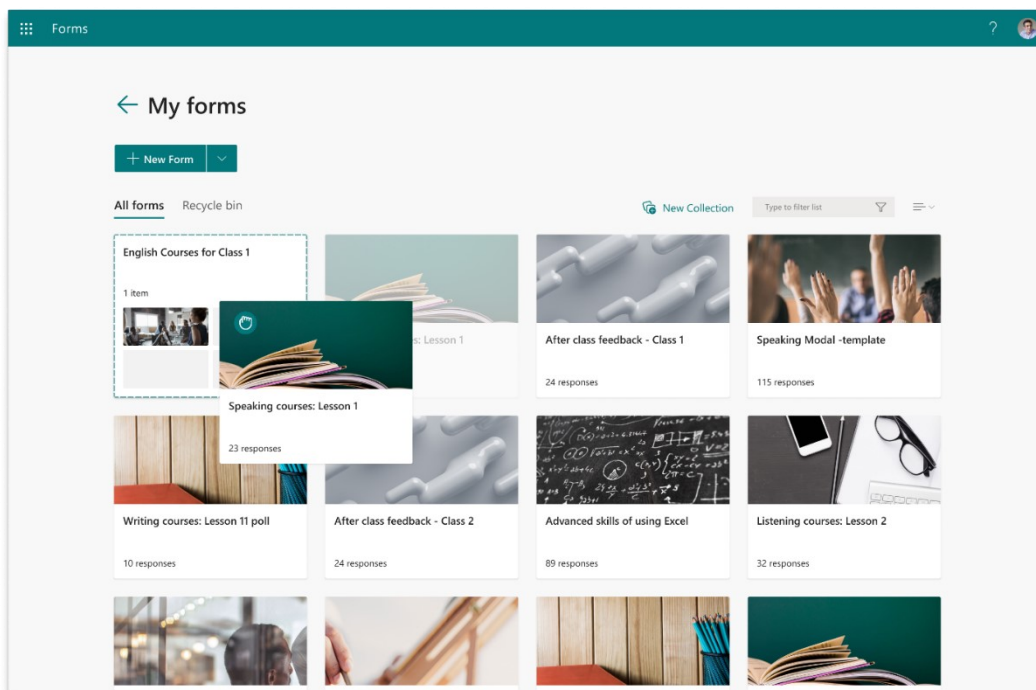 Forms
?
My forms
+ New Form
All forms
Recycle bin
New Collection
Type to filter list
English Courses for Class 1
1 item
s: Lesson 1
After class feedback - Class 1
24 responses
Speaking Modal -template
115 responses
Speaking courses: Lesson 1
23 responses
Writing courses: Lesson 11 poll
10 responses
After class feedback - Class 2
24 responses
Advanced skills of using Excel
89 responses
Listening courses: Lesson 2
32 responses